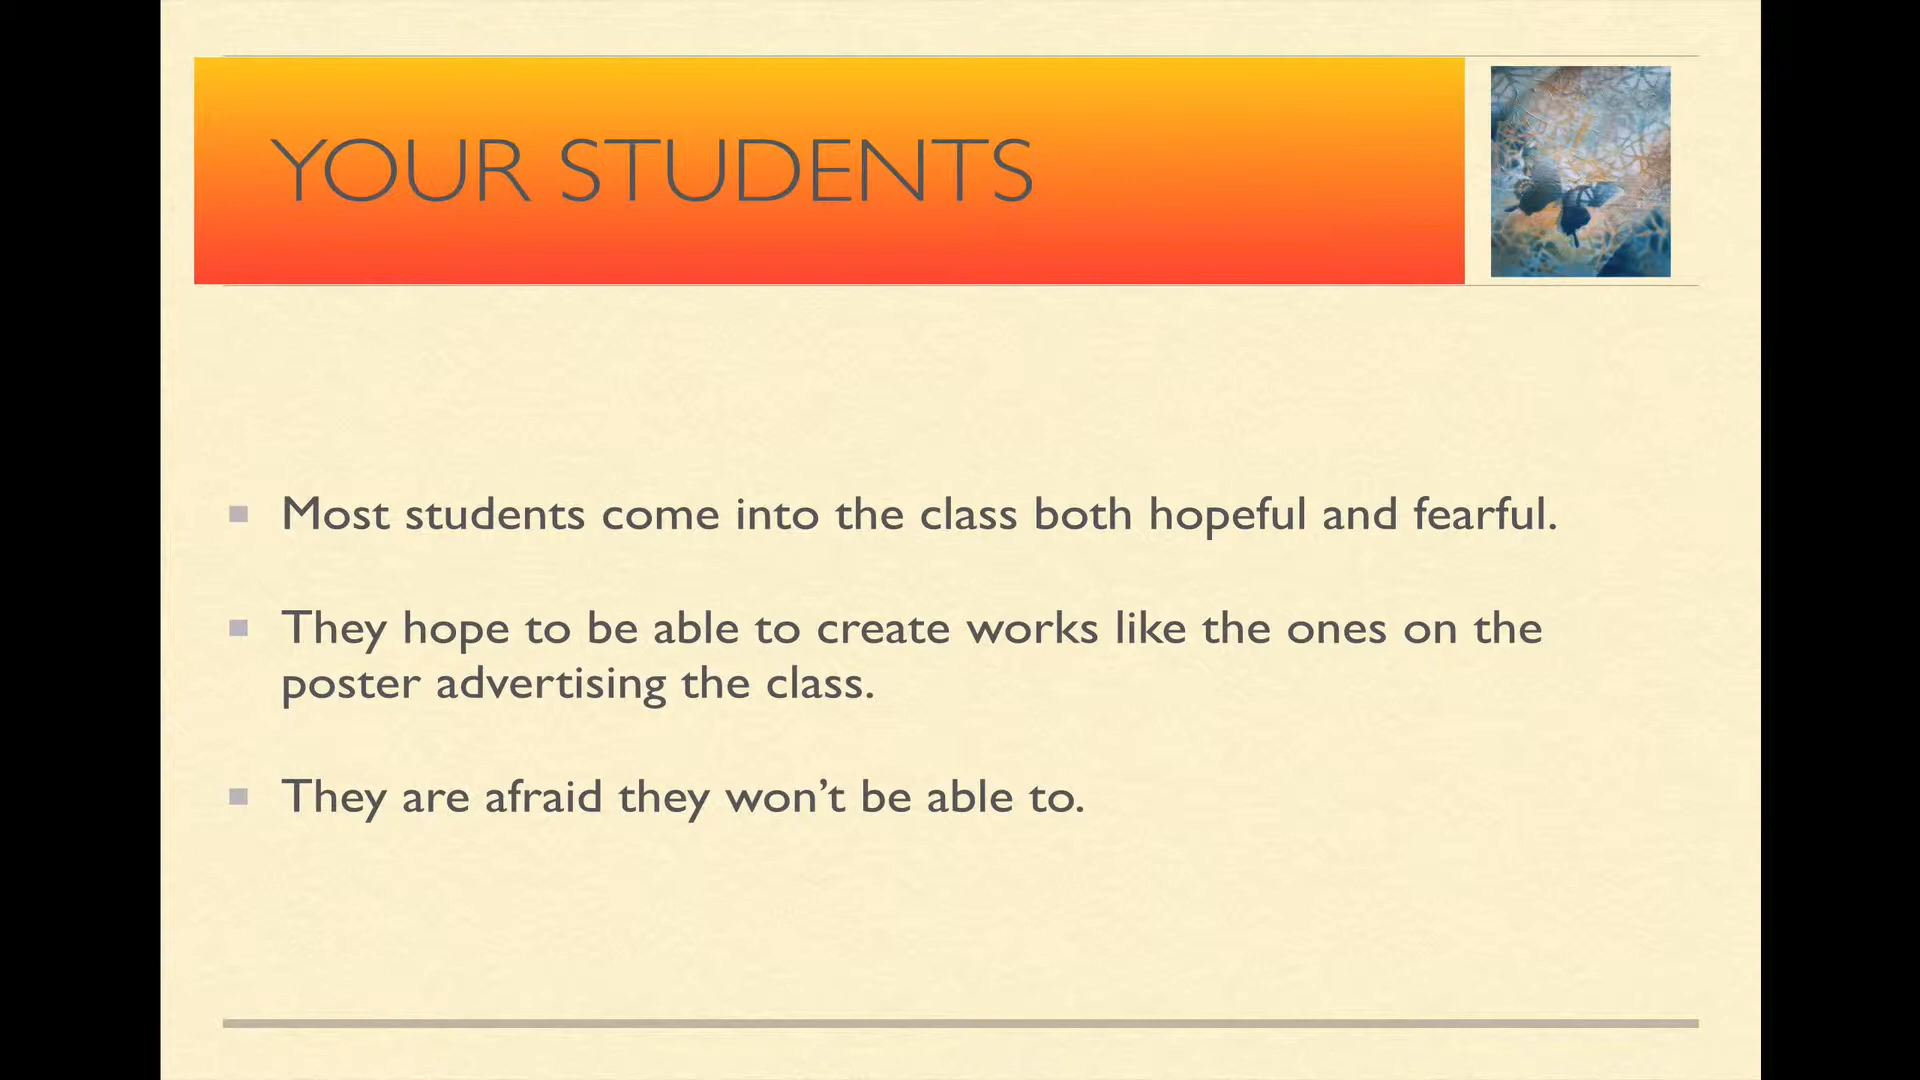 YOUR STUDENTS
Most students come into the class both hopeful and fearful.
They hope to be able to create works like the ones on the
poster advertising the class.
They are afraid they won’t be able to.